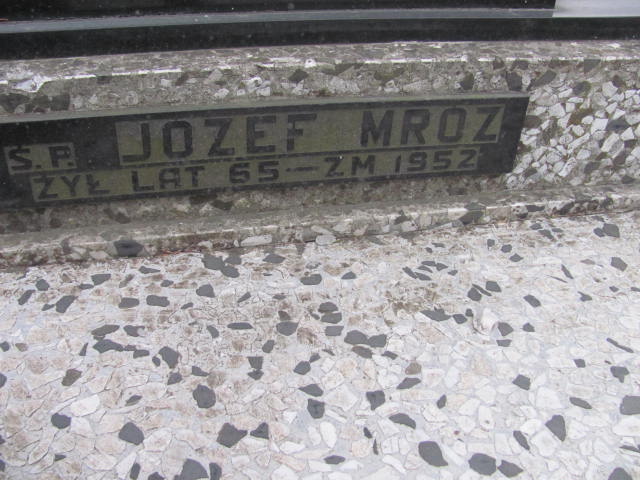 Ś.P. JOZEF MROZ
ŻYŁ LAT 65—ZM 1952